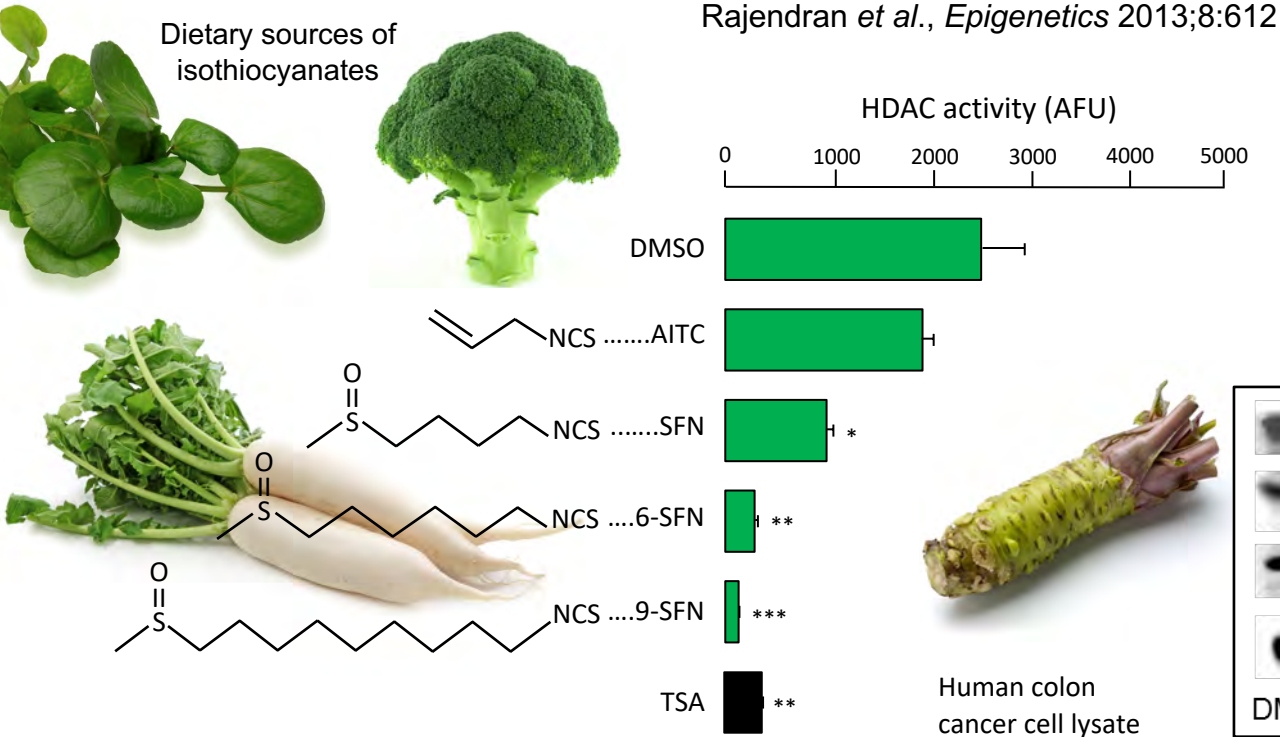 Rajendran et al., Epigenetics 2013;8:612
Dietary sources of
isothiocyanates
HDAC activity (AFU)
0 1000 2000 3000 4000 5000
DMSO
NCS .......AITC
O
S
NCS .......SFN *
O
S
NCS ....6-SFN **
O
S
NCS ....9-SFN ***
TSA **
Human colon
cancer cell lysate